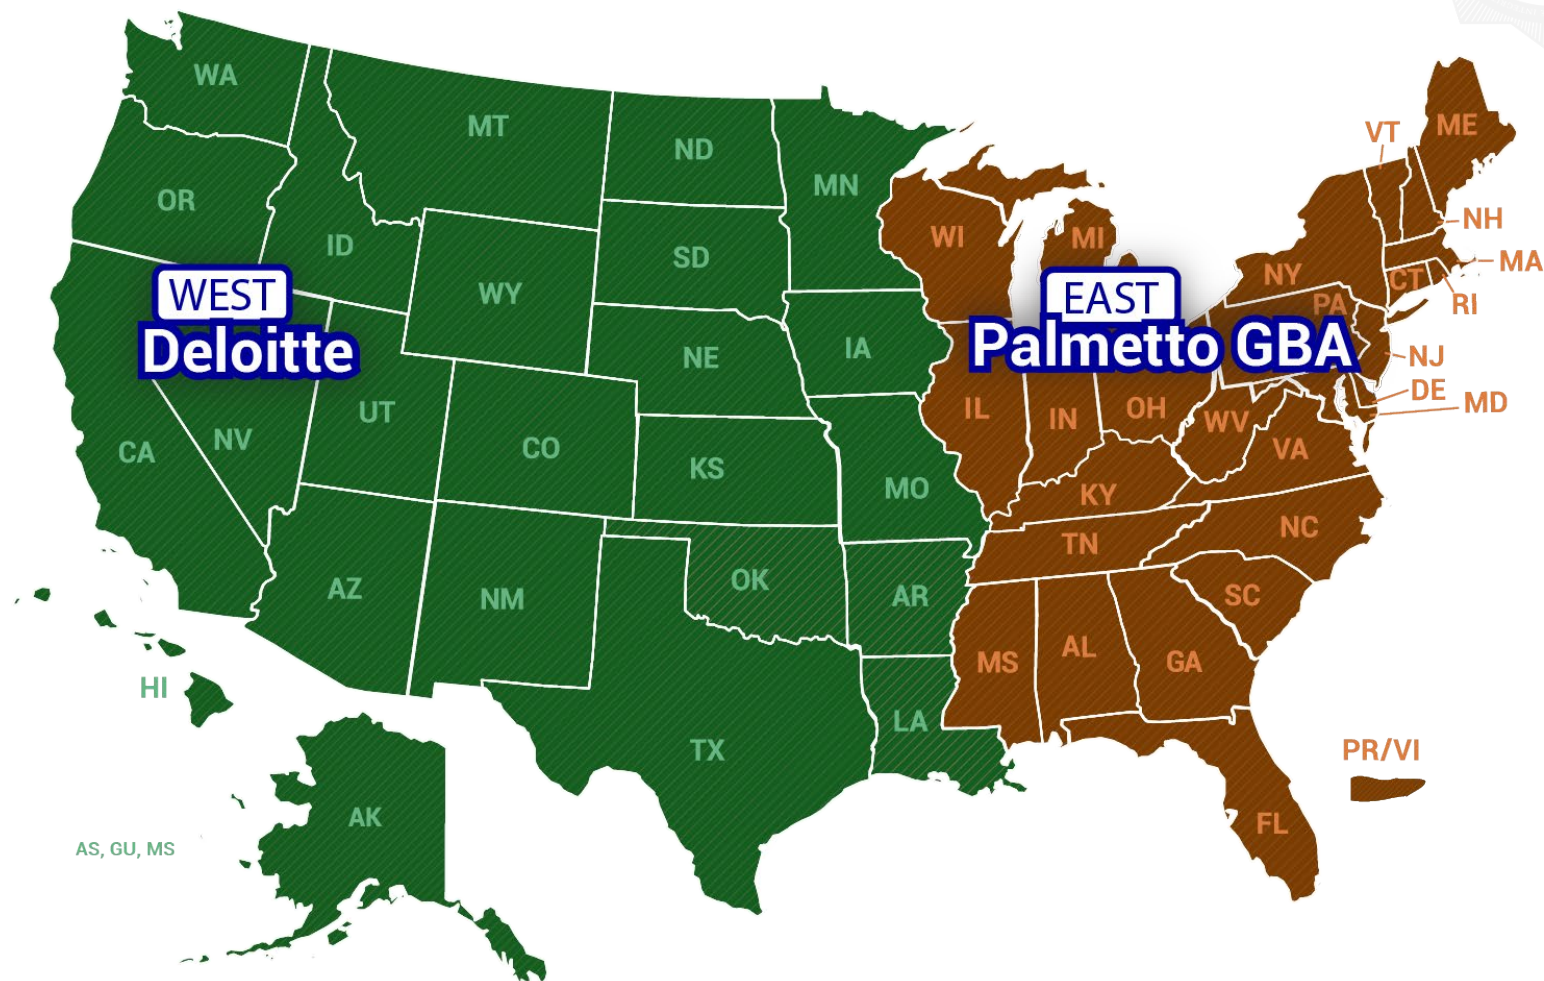 WA
MT
ND
MN
OR
ID
SD
WY
WEST
Deloitte
NE
IA
UT
NV
CA
CO
KS
MO
AZ
NM
OK
AR
HI
TX
LA
AK
AS, GU, MS
VT
ME
WI
MI
NH
NY
MA
CT
PA
RI
EAST
Palmetto GBA
NJ
DE
MD
IL
IN
OH
WV
VA
KY
NC
TN
SC
MS
AL
GA
PR/VI
FL